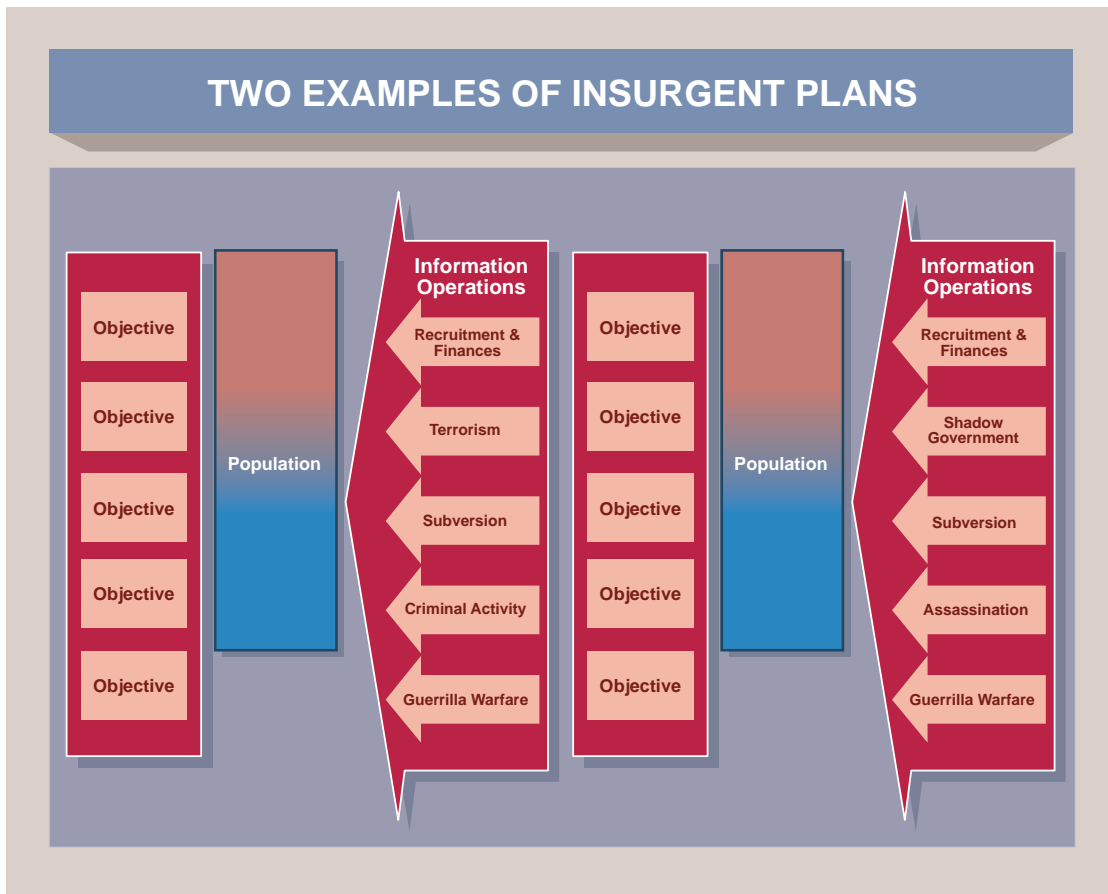 TWO EXAMPLES OF INSURGENT PLANS
Objective
Objective
Objective
Objective
Objective
Population
Information
Operations
Recruitment &
Finances
Terrorism
Subversion
Criminal Activity
Guerrilla Warfare
Objective
Objective
Objective
Objective
Objective
Population
Information
Operations
Recruitment &
Finances
Shadow
Government
Subversion
Assassination
Guerrilla Warfare